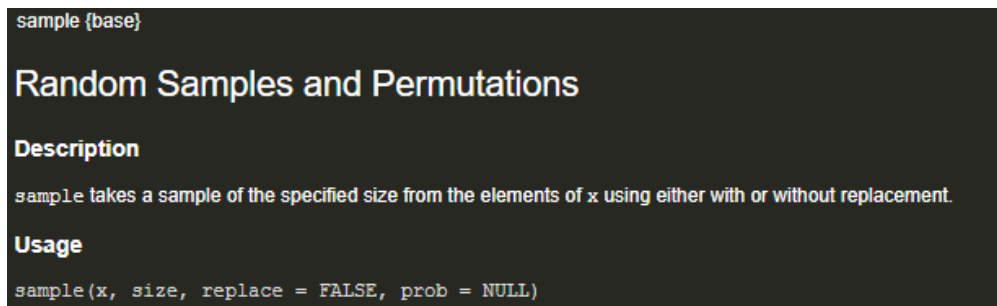 sample {base}
Random Samples and Permutations
Description
sample takes a sample of the specified size from the elements of x using either with or without replacement.
Usage
sample(x, size, replace = FALSE, prob = NULL)